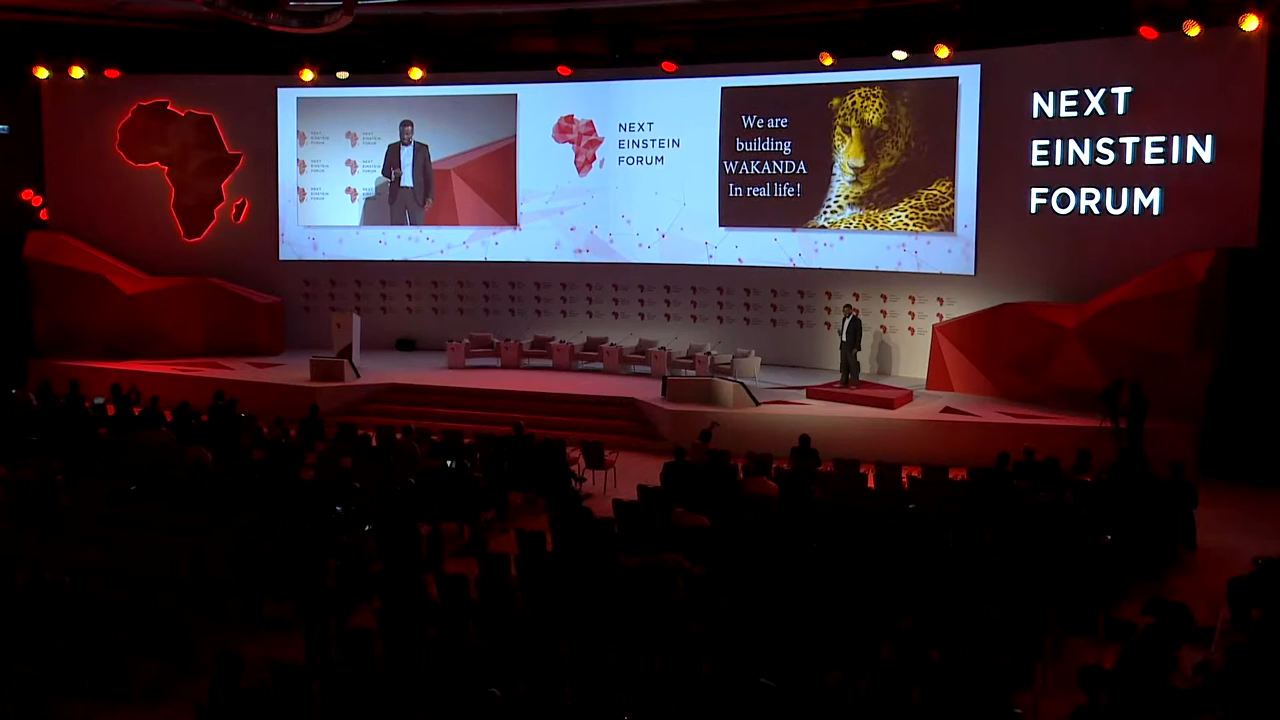 NEXT
EINSTEIN
FORUM
We are
building
WAKANDA
In real life !
NEXT
EINSTEIN
FORUM